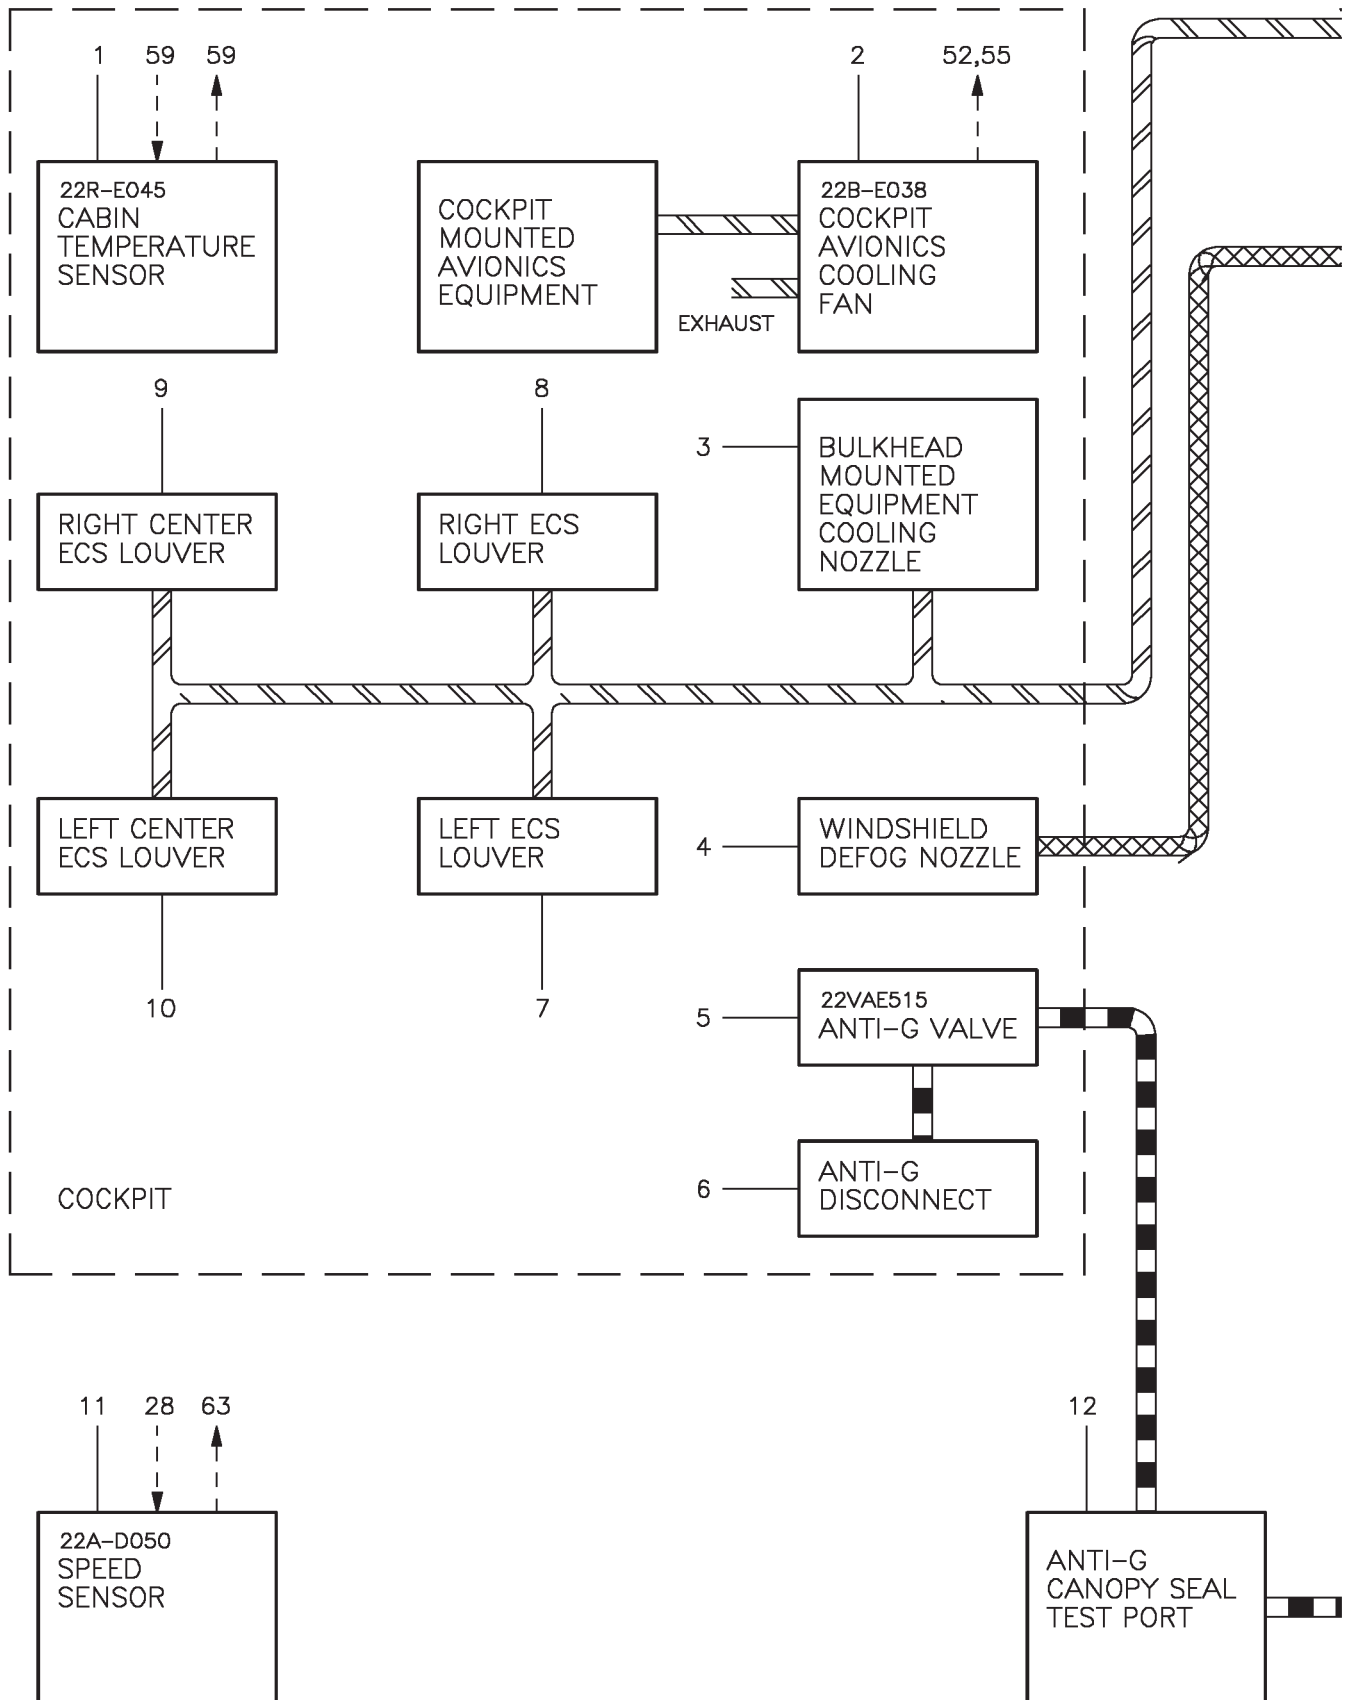 1
59
59
2
52,55
22R-E045
CABIN
TEMPERATURE
SENSOR
COCKPIT
MOUNTED
AVIONICS
EQUIPMENT
22B-E038
COCKPIT
AVIONICS
COOLING
FAN
EXHAUST
9
8
3
BULKHEAD
MOUNTED
EQUIPMENT
COOLING
NOZZLE
RIGHT CENTER
ECS LOUVER
RIGHT ECS
LOUVER
LEFT CENTER
ECS LOUVER
LEFT ECS
LOUVER
4
WINDSHIELD
DEFOG NOZZLE
10
7
5
22VAE515
ANTI-G VALVE
6
ANTI-G
DISCONNECT
COCKPIT
11
28
63
12
22A-D050
SPEED
SENSOR
ANTI-G
CANOPY SEAL
TEST PORT